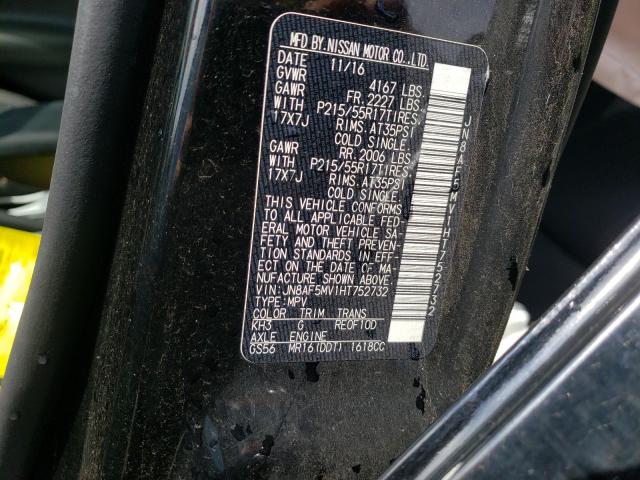 MFD BY NISSAN MOTOR CO., LTD.
DATE 11/16
GVWR 4167 LBS
GAWR FR. 2227 LBS
WITH P215/55R17TIRES,
17X7J RIMS, AT35PSI
COLD SINGLE
GAWR RR. 2006 LBS
WITH P215/55R17TIRES,
17X7J RIMS, AT35PSI
COLD SINGLE
THIS VEHICLE CONFORMS
TO ALL APPLICABLE FED-
ERAL MOTOR VEHICLE SA-
FETY AND THEFT PREVEN-
TION STANDARDS IN EFF-
ECT ON THE DATE OF MA-
NUFACTURE SHOWN ABOVE.
VIN: JN8AF5MV1HT752732
TYPE: MPV
COLOR TRIM TRANS
KH3 G RE0F10D
AXLE ENGINE
GS56 MR16(DDT) 1618CC
JN8AF5MV1HT752732